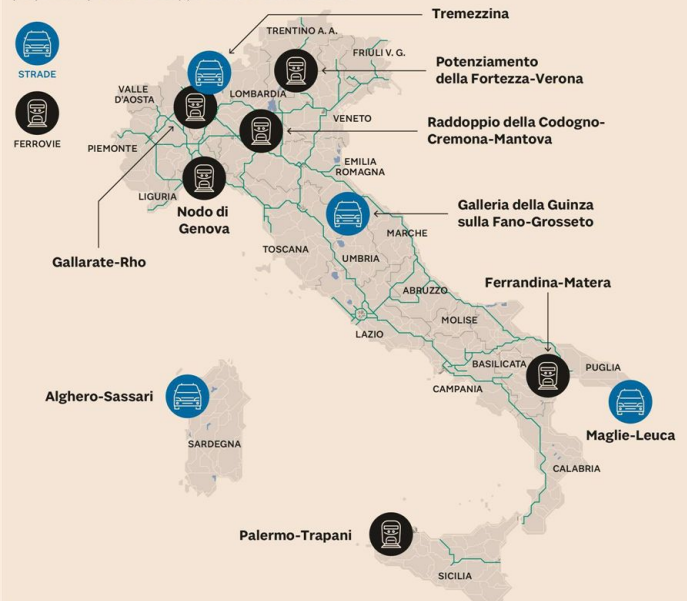 Tremezzina
TRENTINO A. A.
FRIULI V. G.
STRADE
Potenziamento
della Fortezza-Verona
VALLE
D'AOSTA
LOMBARDIA
FERROVIE
VENETO
Raddoppio della Codogno-
Cremona-Mantova
PIEMONTE
EMILIA
ROMAGNA
LIGURIA
Nodo di
Genova
Galleria della Guinza
sulla Fano-Grosseto
MARCHE
TOSCANA
UMBRIA
Gallarate-Rho
Ferrandina-Matera
ABRUZZO
MOLISE
LAZIO
BASILICATA
PUGLIA
CAMPANIA
Alghero-Sassari
Maglie-Leuca
SARDEGNA
CALABRIA
Palermo-Trapani
SICILIA